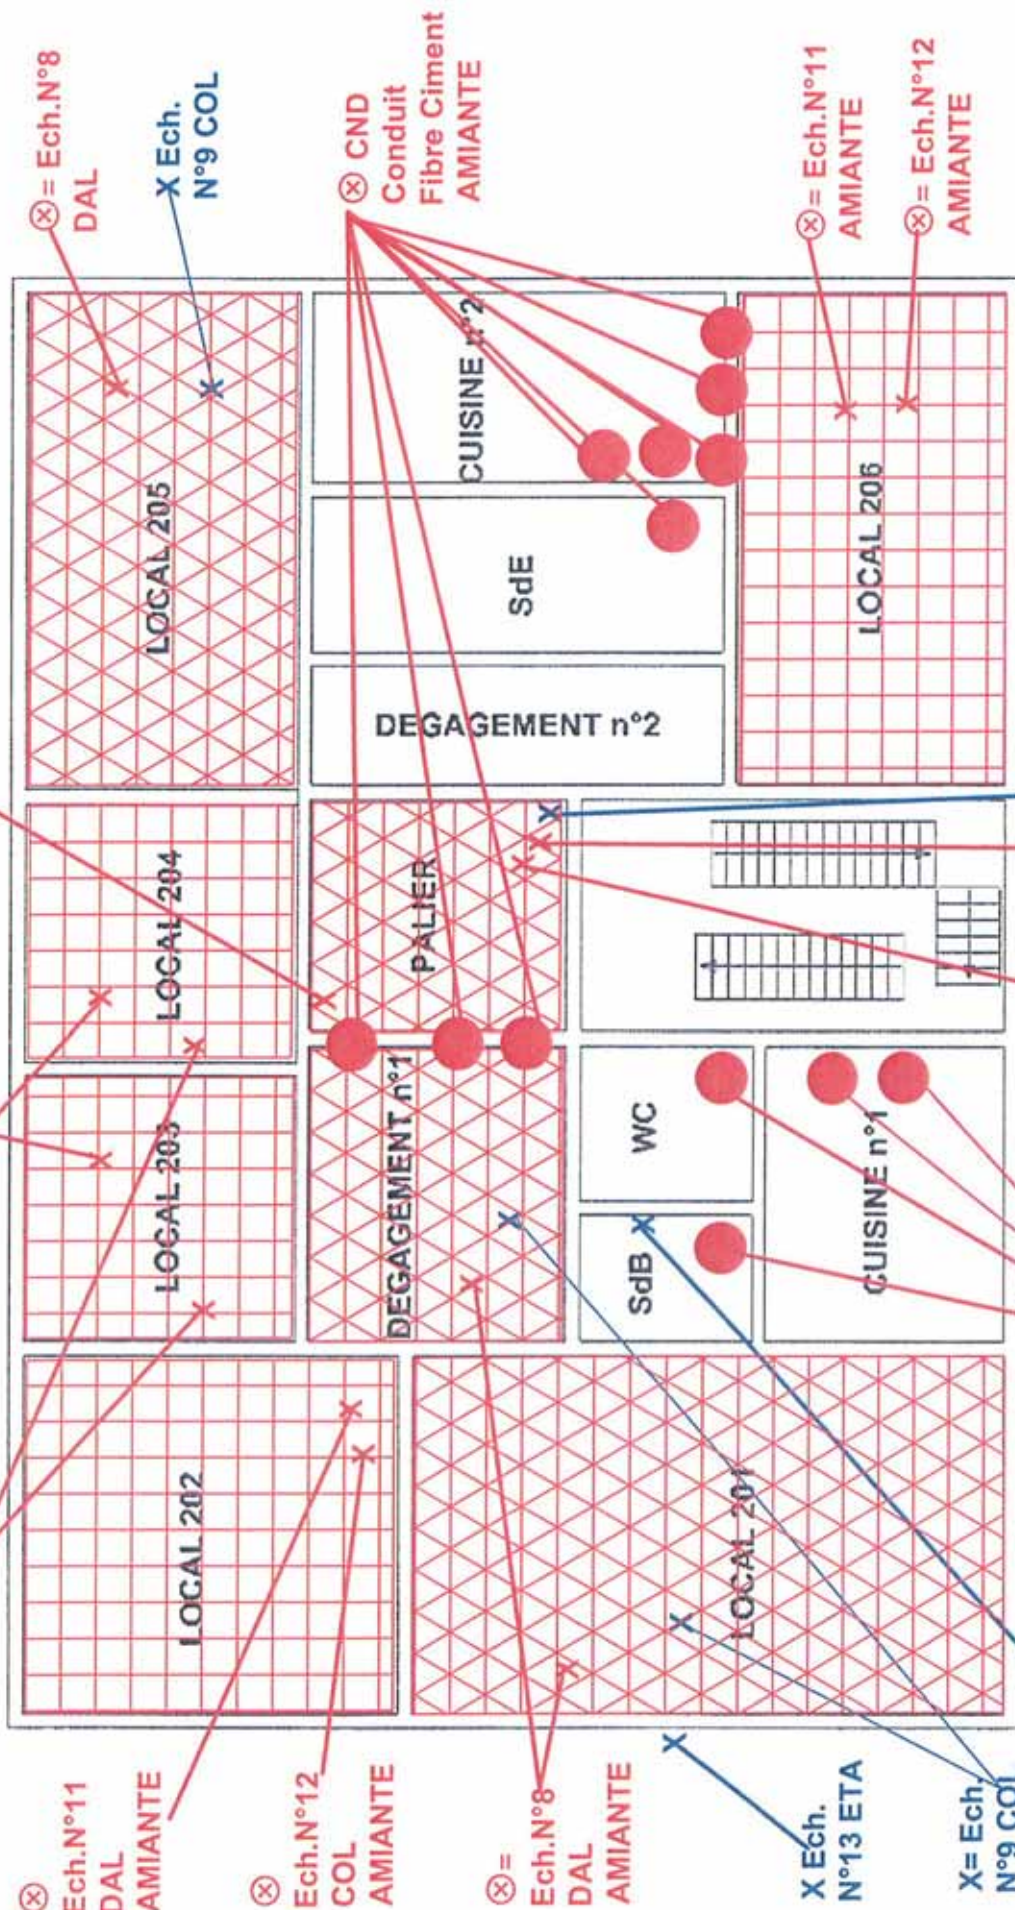 ⊗
Ech.N°11
DAL
AMIANTE
⊗
Ech.N°12
COL
AMIANTE
⊗=
Ech.N°8
DAL
AMIANTE
X Ech.
N°13 ETA
X= Ech.
N°9 COL
LOCAL 202
LOCAL 201
LOCAL 203
DEGAGEMENT n°1
SdB
WC
CUISINE n°1
LOCAL 204
PALIER
LOCAL 205
DEGAGEMENT n°2
SdE
CUISINE n°2
LOCAL 206
⊗= Ech.N°8
DAL
X Ech.
N°9 COL
⊗ CND
Conduit
Fibre Ciment
AMIANTE
⊗= Ech.N°11
AMIANTE
⊗= Ech.N°12
AMIANTE